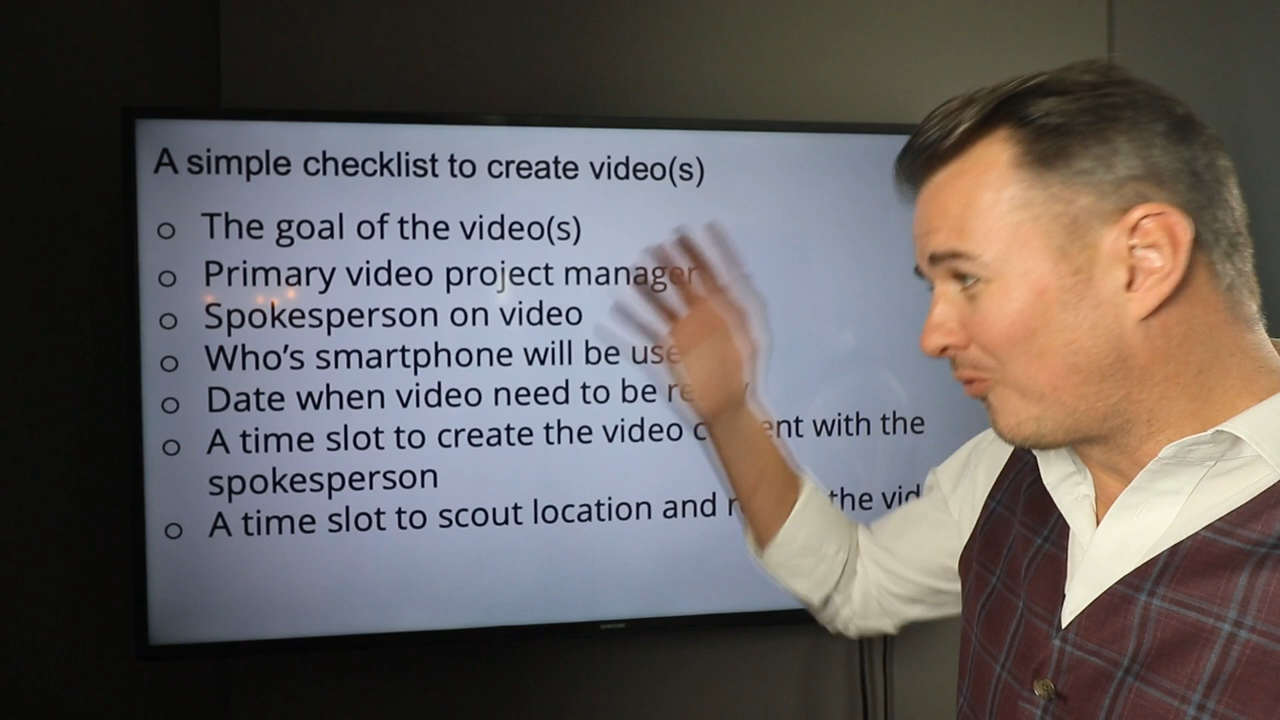 A simple checklist to create video(s)
The goal of the video(s)
Primary video project manager
Spokesperson on video
Who's smartphone will be
Date when video need to be
A time slot to create the video with the
spokesperson
A time slot to scout location and the
SAMSUNG